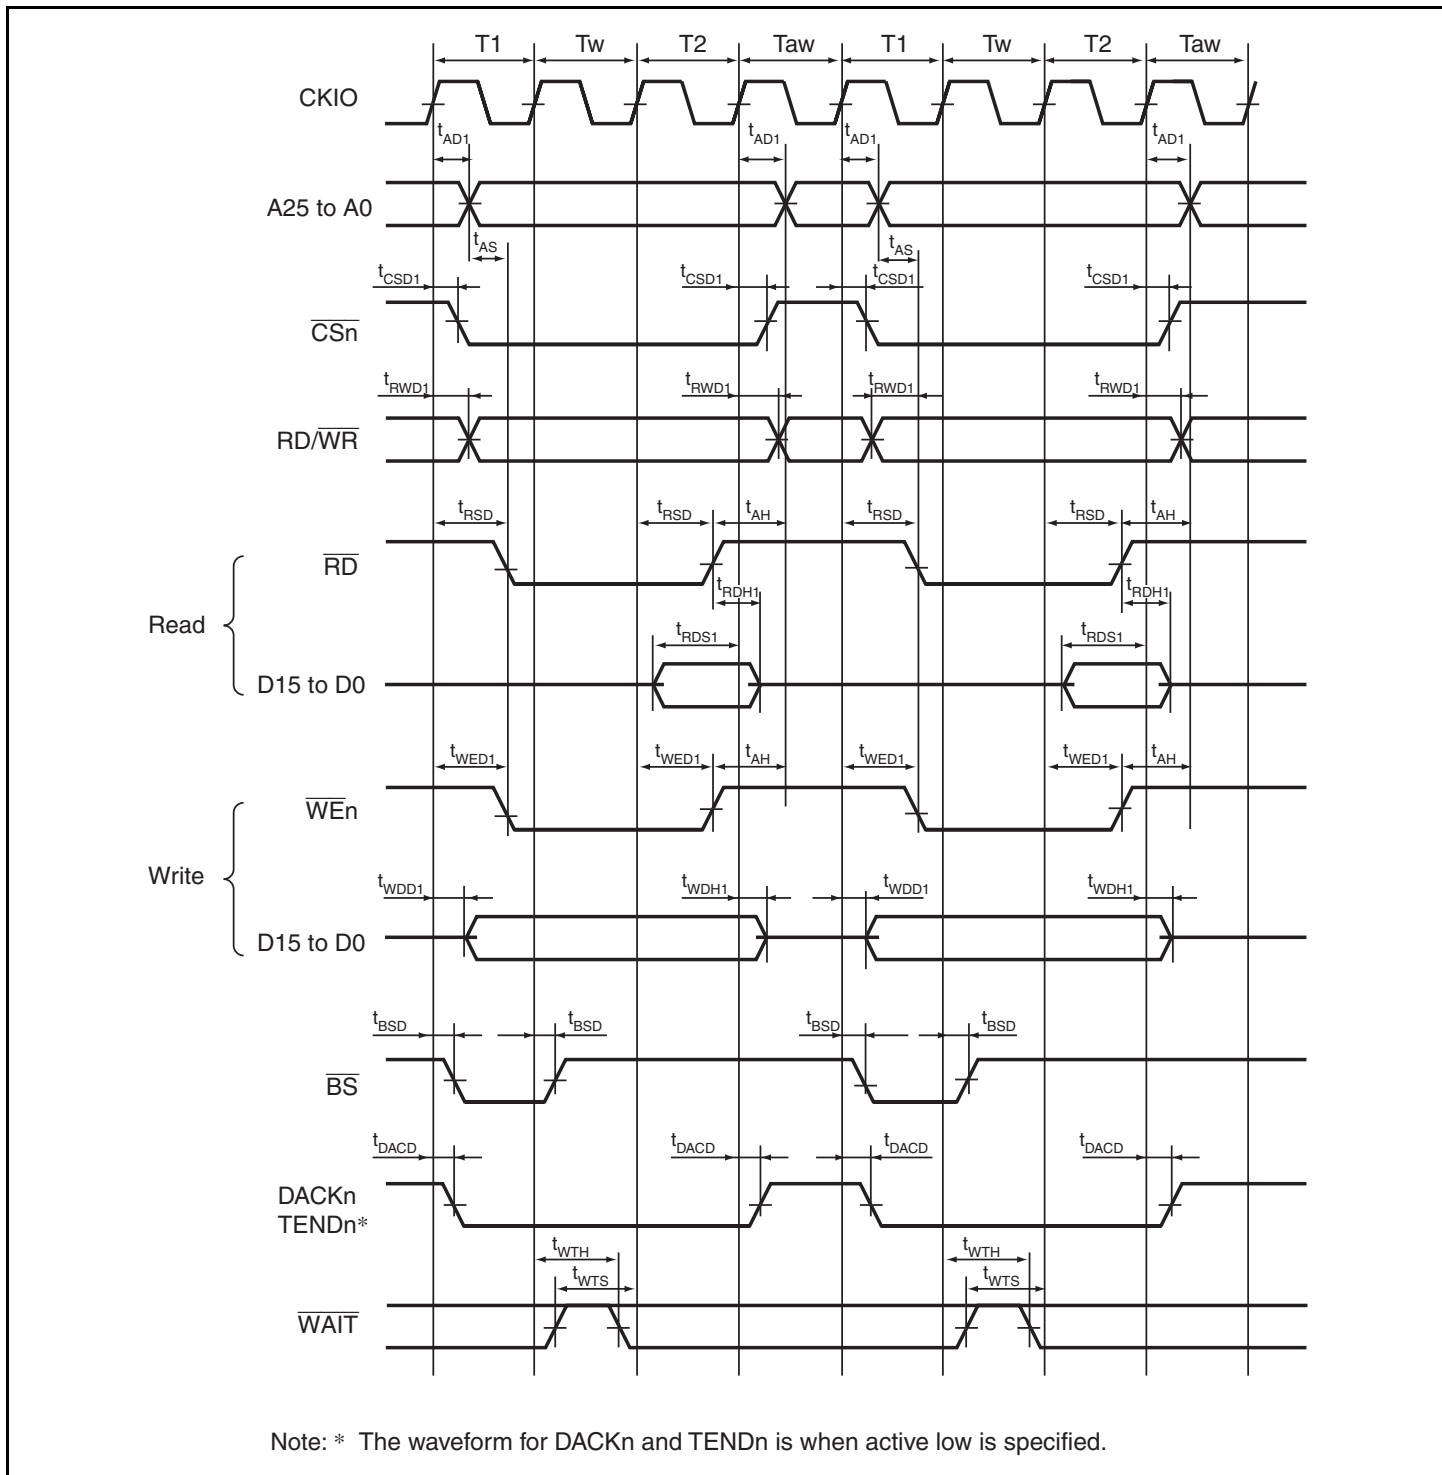 T1 Tw T2 Taw T1 Tw T2 Taw
CKIO
tAD1 tAD1 tAD1 tAD1
A25 to A0
tAS tAS
tCSD1 tCSD1 tCSD1 tCSD1
CSn
tRWD1 tRWD1 tRWD1 tRWD1
RD/WR
tRSD tRSD tAH tRSD tRSD tAH
RD
tRDH1 tRDH1
Read
tRDS1 tRDS1
D15 to D0
tWED1 tWED1 tAH tWED1 tWED1 tAH
WEn
Write
tWDD1 tWDH1 tWDD1 tWDH1
D15 to D0
tBSD tBSD tBSD tBSD
BS
tDACD tDACD tDACD tDACD
DACKn
TENDn*
tWTH tWTH
tWTS tWTS
WAIT
Note: * The waveform for DACKn and TENDn is when active low is specified.